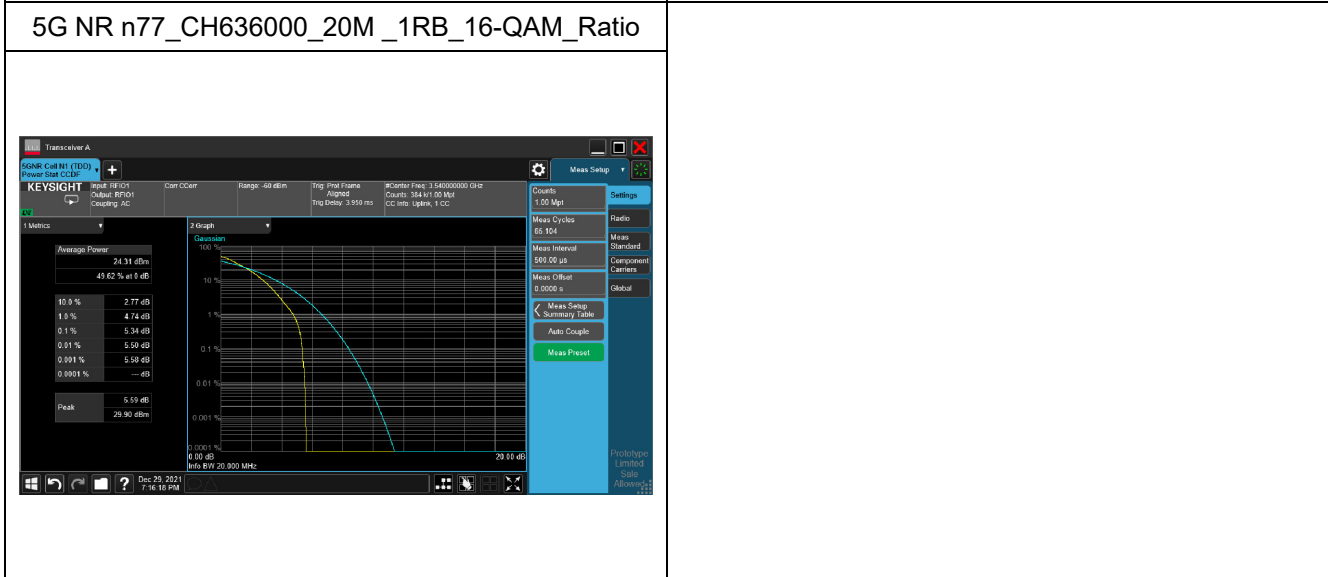 5G NR n77_CH636000_20M _1RB_16-QAM_Ratio
Transceiver A
5GNR Cell N1 (TDD)
Power Stat CCDF
+
Meas Setup
KEYSIGHT
Input: RFIO1
Output: RFIO1
Coupling: AC
Corr CCorr
Range: -60 dBm
Trig: Prot Frame
Aligned
Trig Delay: 3.950 ms
#Center Freq: 3.540000000 GHz
Counts: 384 k/1.00 Mpt
CC Info: Uplink, 1 CC
1 Metrics
Average Power
24.31 dBm
49.62 % at 0 dB
10.0 % 2.77 dB
1.0 % 4.74 dB
0.1 % 5.34 dB
0.01 % 5.50 dB
0.001 % 5.58 dB
0.0001 % --- dB
Peak
5.59 dB
29.90 dBm
2 Graph
Gaussian
100 %
10 %
1 %
0.1 %
0.01 %
0.001 %
0.0001 %
0.00 dB
20.00 dB
Info BW 20.000 MHz
Counts
1.00 Mpt
Meas Cycles
66.104
Meas Interval
500.00 µs
Meas Offset
0.0000 s
Meas Setup
Summary Table
Auto Couple
Meas Preset
Settings
Radio
Meas
Standard
Component
Carriers
Global
Prototype
Limited
Sale
Allowed
?
Dec 29, 2021
7:16:18 PM